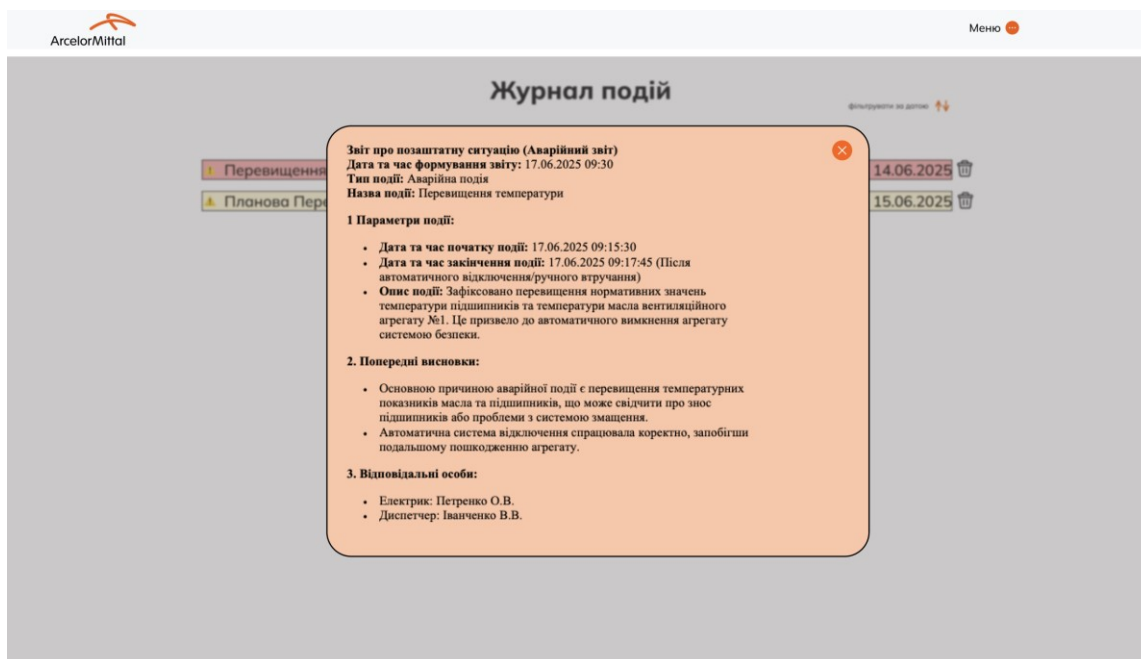 ArcelorMittal
Меню
Журнал подій
фільтрувати за датою
Перевищення
14.06.2025
Планова Пере
15.06.2025
Звіт про позаштатну ситуацію (Аварійний звіт)
Дата та час формування звіту: 17.06.2025 09:30
Тип події: Аварійна подія
Назва події: Перевищення температури
1 Параметри події:
• Дата та час початку події: 17.06.2025 09:15:30
• Дата та час закінчення події: 17.06.2025 09:17:45 (Після
автоматичного відключення/ручного втручання)
• Опис події: Зафіксовано перевищення нормативних значень
температури підшипників та температури масла вентиляційного
агрегату №1. Це призвело до автоматичного вимкнення агрегату
системою безпеки.
2. Попередні висновки:
• Основною причиною аварійної події є перевищення температурних
показників масла та підшипників, що може свідчити про знос
підшипників або проблеми з системою змащення.
• Автоматична система відключення спрацювала коректно, запобігши
подальшому пошкодженню агрегату.
3. Відповідальні особи:
• Електрик: Петренко О.В.
• Диспетчер: Іванченко В.В.